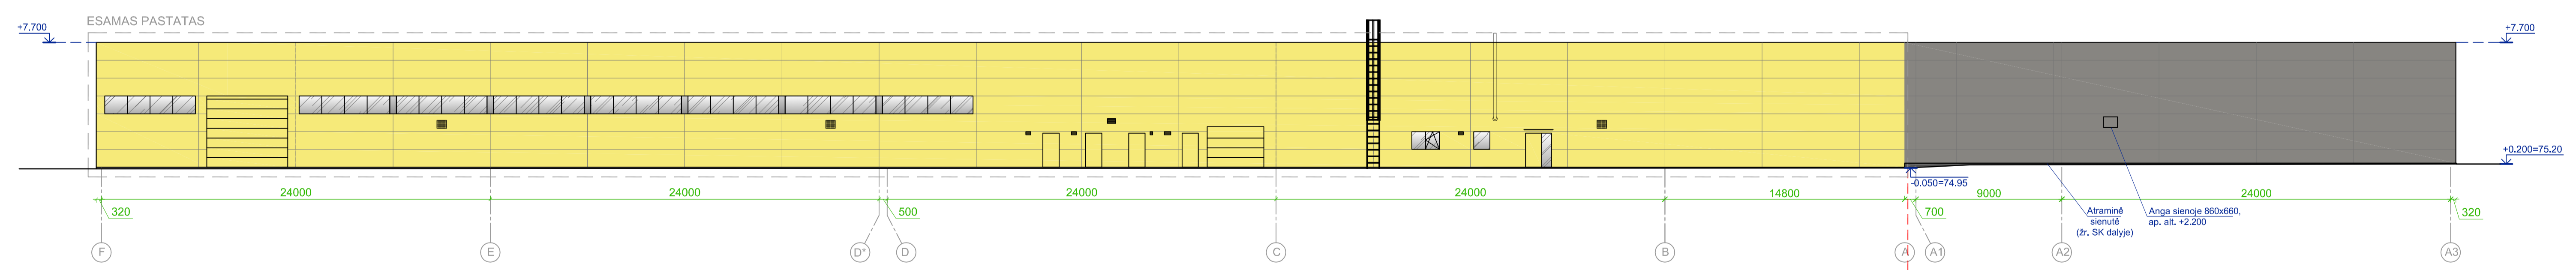 ESAMAS PASTATAS
+7.700
+7.700
+0.200=75.20
-0.050=74.95
24000
24000
24000
24000
14800
9000
24000
320
500
700
320
Atraminė
sienutė
(žr. SK dalyje)
Anga sienoje 860x660,
ap. alt. +2.200
F
E
D*
D
C
B
A
A1
A2
A3